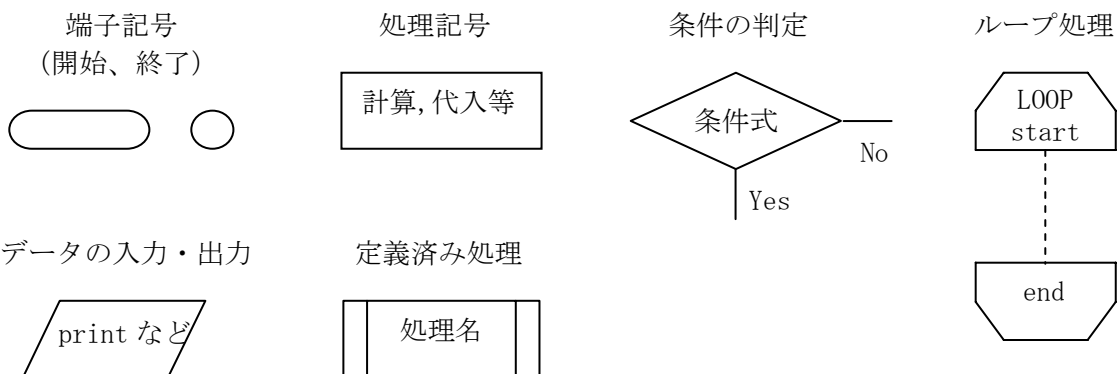 端子記号
(開始、終了)
処理記号
計算,代入等
条件の判定
条件式
No
Yes
ループ処理
LOOP
start
end
データの入力・出力
print など
定義済み処理
処理名